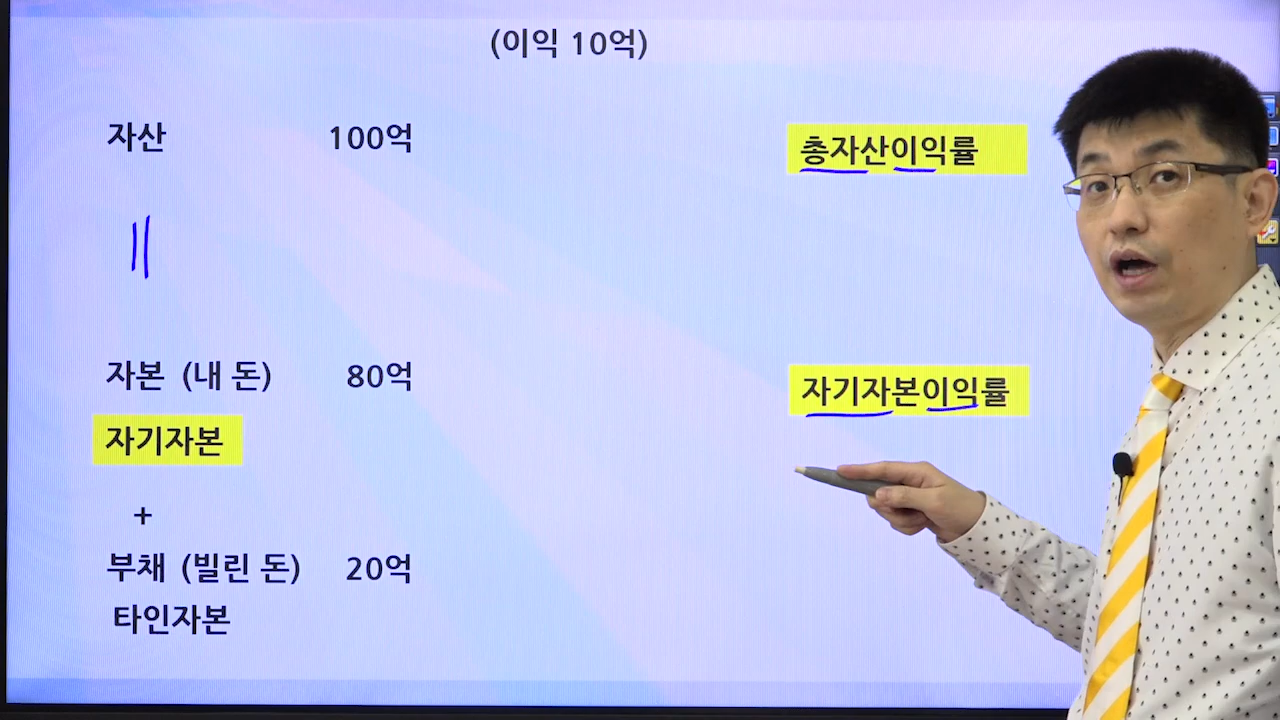 (이익 10억)
자산 100억
총자산이익률
자본 (내 돈) 80억
자기자본이익률
자기자본
+
부채 (빌린 돈) 20억
타인자본